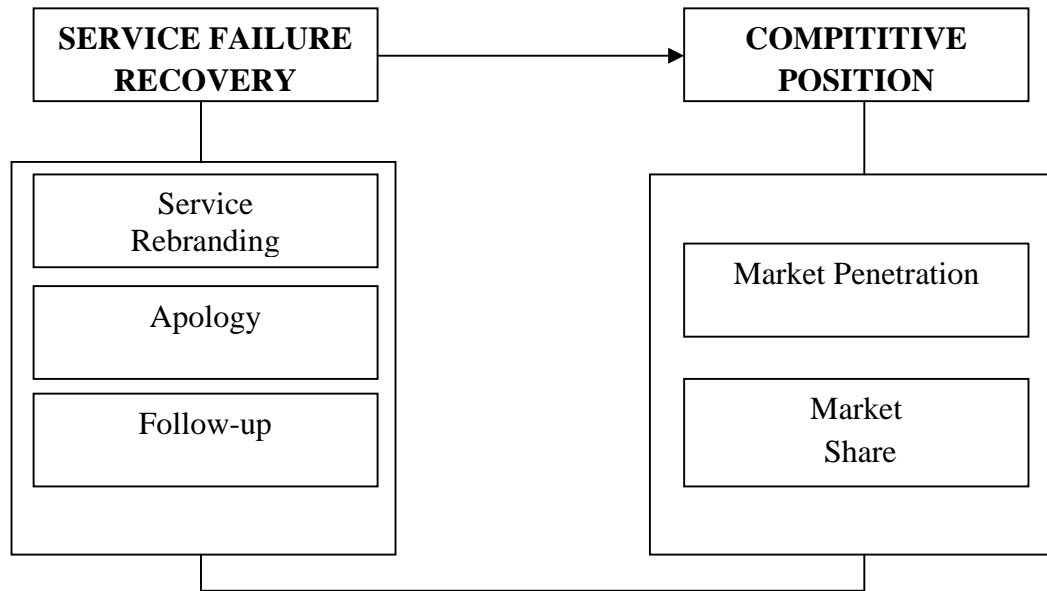 SERVICE FAILURE
RECOVERY
COMPITITIVE
POSITION
Service
Rebranding
Apology
Follow-up
Market Penetration
Market
Share